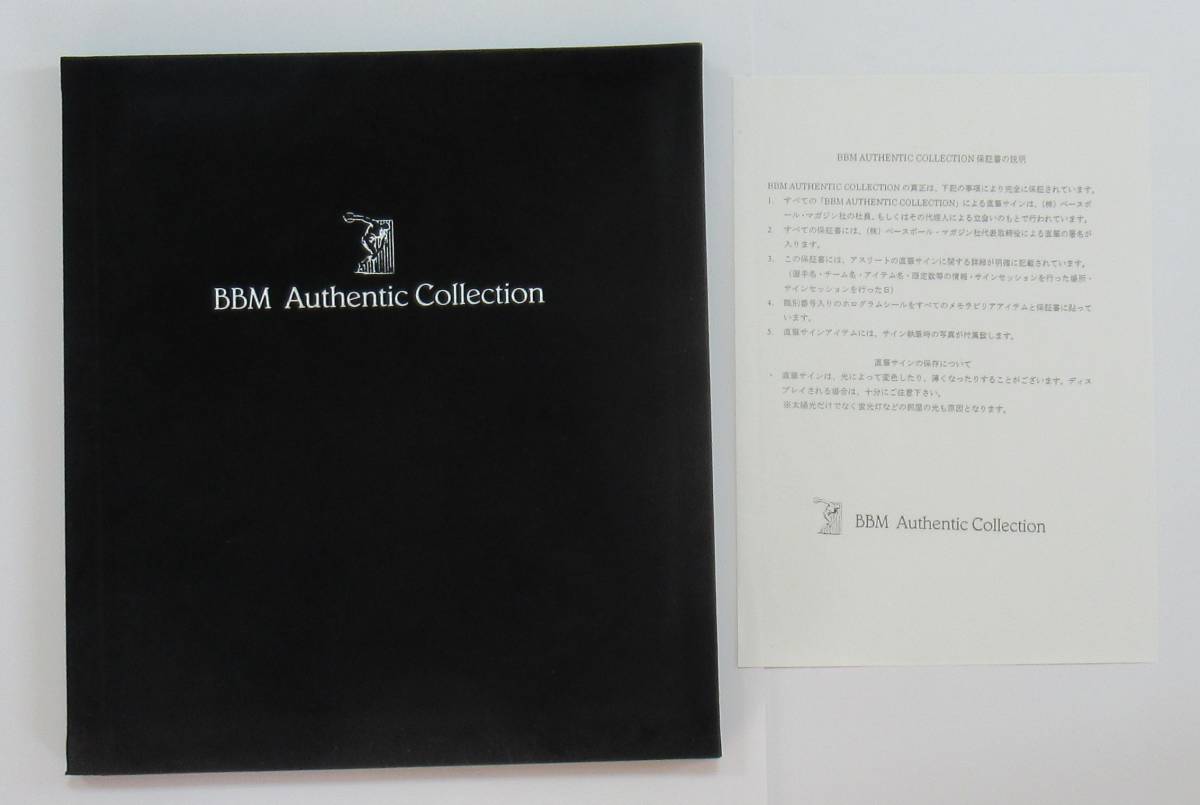 BBM Authentic Collection
BBM AUTHENTIC COLLECTION 保証書の説明
BBM AUTHENTIC COLLECTION の真正は、下記の事項により完全に保証されています。
1. すべての「BBM AUTHENTIC COLLECTION」による直筆サインは、(株)ベースボ
ール・マガジン社の社員、もしくはその代理人による立会いのもとで行われています。
2. すべての保証書には、(株)ベースボール・マガジン社代表取締役による直筆の署名が
入ります。
3. この保証書には、アスリートの直筆サインに関する詳細が明確に記載されています。
(選手名・チーム名・アイテム名・限定数等の情報・サインセッションを行った場所・
サインセッションを行った日)
4. 識別番号入りのホログラムシールをすべてのメモラビリアアイテムと保証書に貼って
います。
5. 直筆サインアイテムには、サイン執筆時の写真が付属致します。
直筆サインの保存について
・ 直筆サインは、光によって変色したり、薄くなったりすることがございます。ディス
プレイされる場合は、十分にご注意下さい。
※太陽光だけでなく蛍光灯などの部屋の光も原因となります。
BBM Authentic Collection